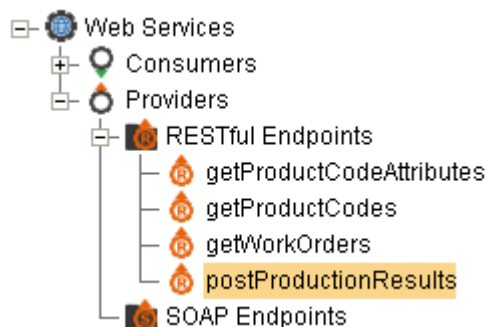 Web Services
Consumers
Providers
RESTful Endpoints
getProductCodeAttributes
getProductCodes
getWorkOrders
postProductionResults
SOAP Endpoints